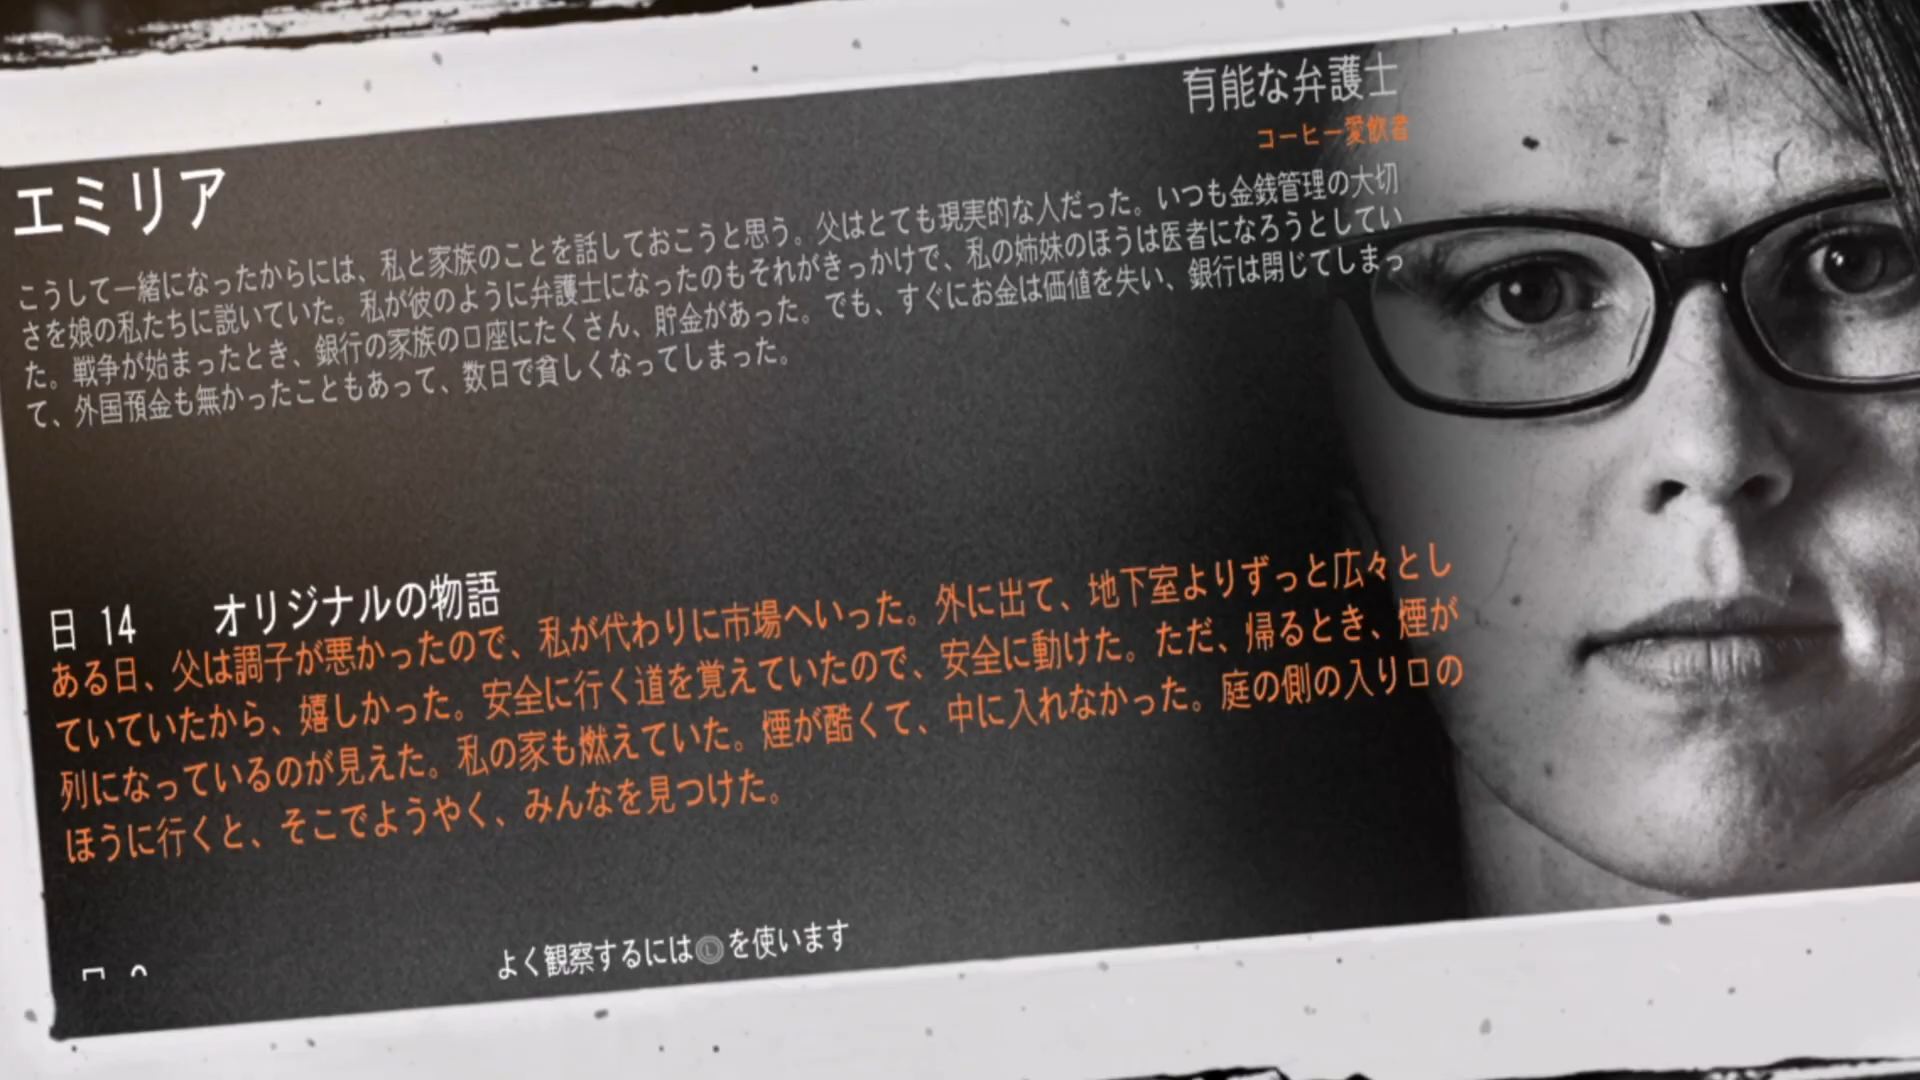 有能な弁護士
コーヒー愛飲者
エミリア
こうして一緒になったからには、私と家族のことを話しておこうと思う。父はとても現実的な人だった。いつも金銭管理の大切
さを娘の私たちに説いていた。私が彼のように弁護士になったのもそれがきっかけで、私の姉妹のほうは医者になろうとしてい
た。戦争が始まったとき、銀行の家族の口座にたくさん、貯金があった。でも、すぐにお金は価値を失い、銀行は閉じてしまっ
て、外国預金も無かったこともあって、数日で貧しくなってしまった。
日 14 オリジナルの物語
ある日、父は調子が悪かったので、私が代わりに市場へいった。外に出て、地下室よりずっと広々とし
ていていたから、嬉しかった。安全に行く道を覚えていたので、安全に動けた。ただ、帰るとき、煙が
列になっているのが見えた。私の家も燃えていた。煙が酷くて、中に入れなかった。庭の側の入り口の
ほうに行くと、そこでようやく、みんなを見つけた。
よく観察するにはⓁを使います